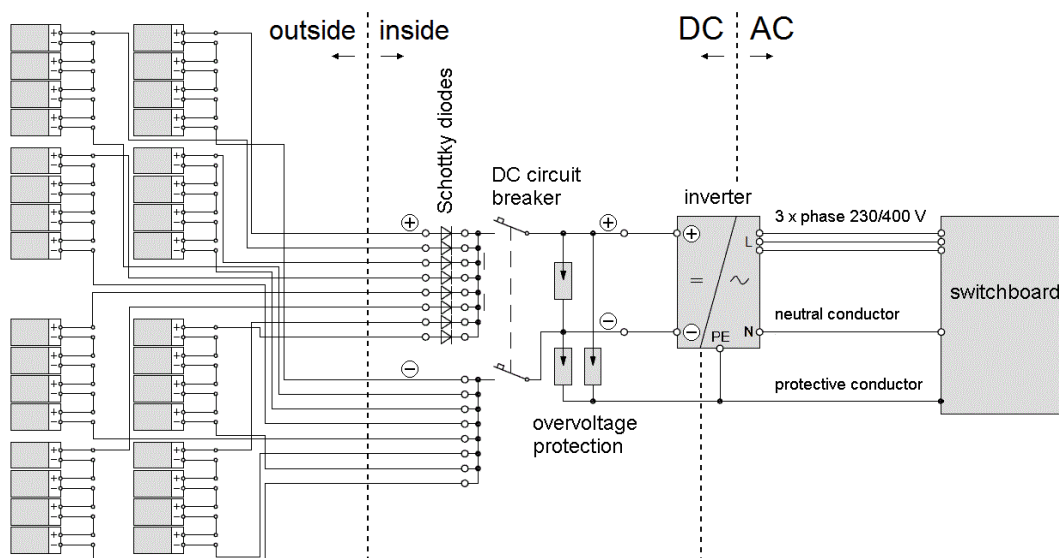 outside
inside
DC
AC
Schottky diodes
DC circuit
breaker
inverter
3 x phase 230/400 V
L
switchboard
neutral conductor
N
PE
protective conductor
overvoltage
protection